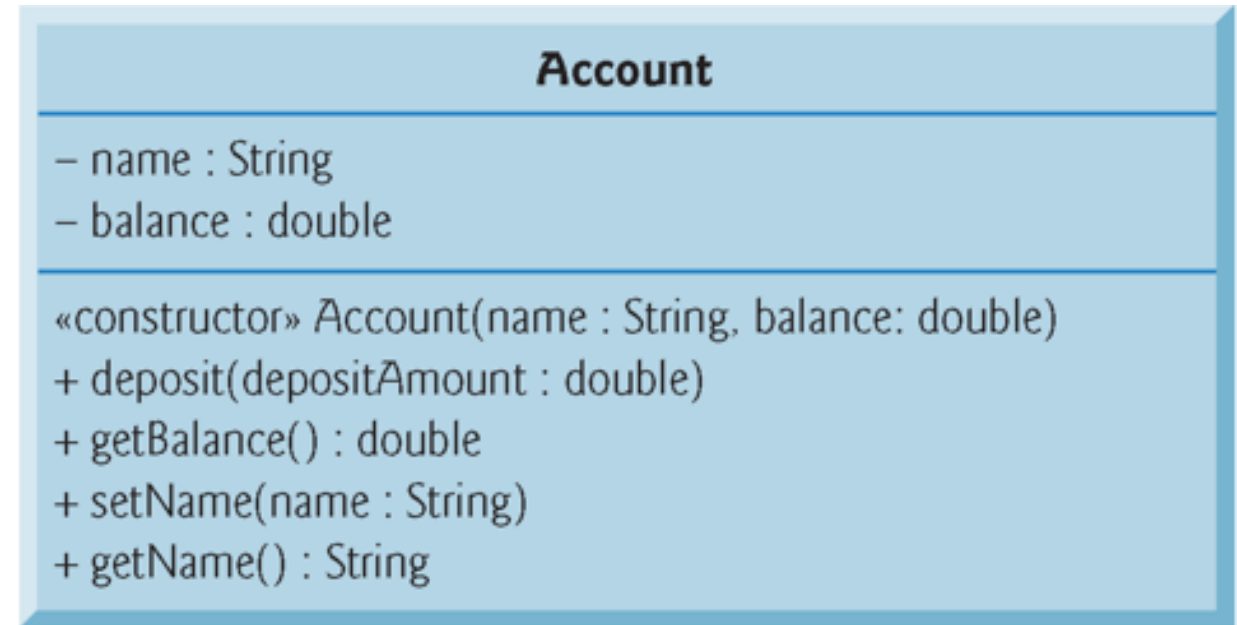 Account
– name : String
– balance : double
«constructor» Account(name : String, balance: double)
+ deposit(depositAmount : double)
+ getBalance() : double
+ setName(name : String)
+ getName() : String